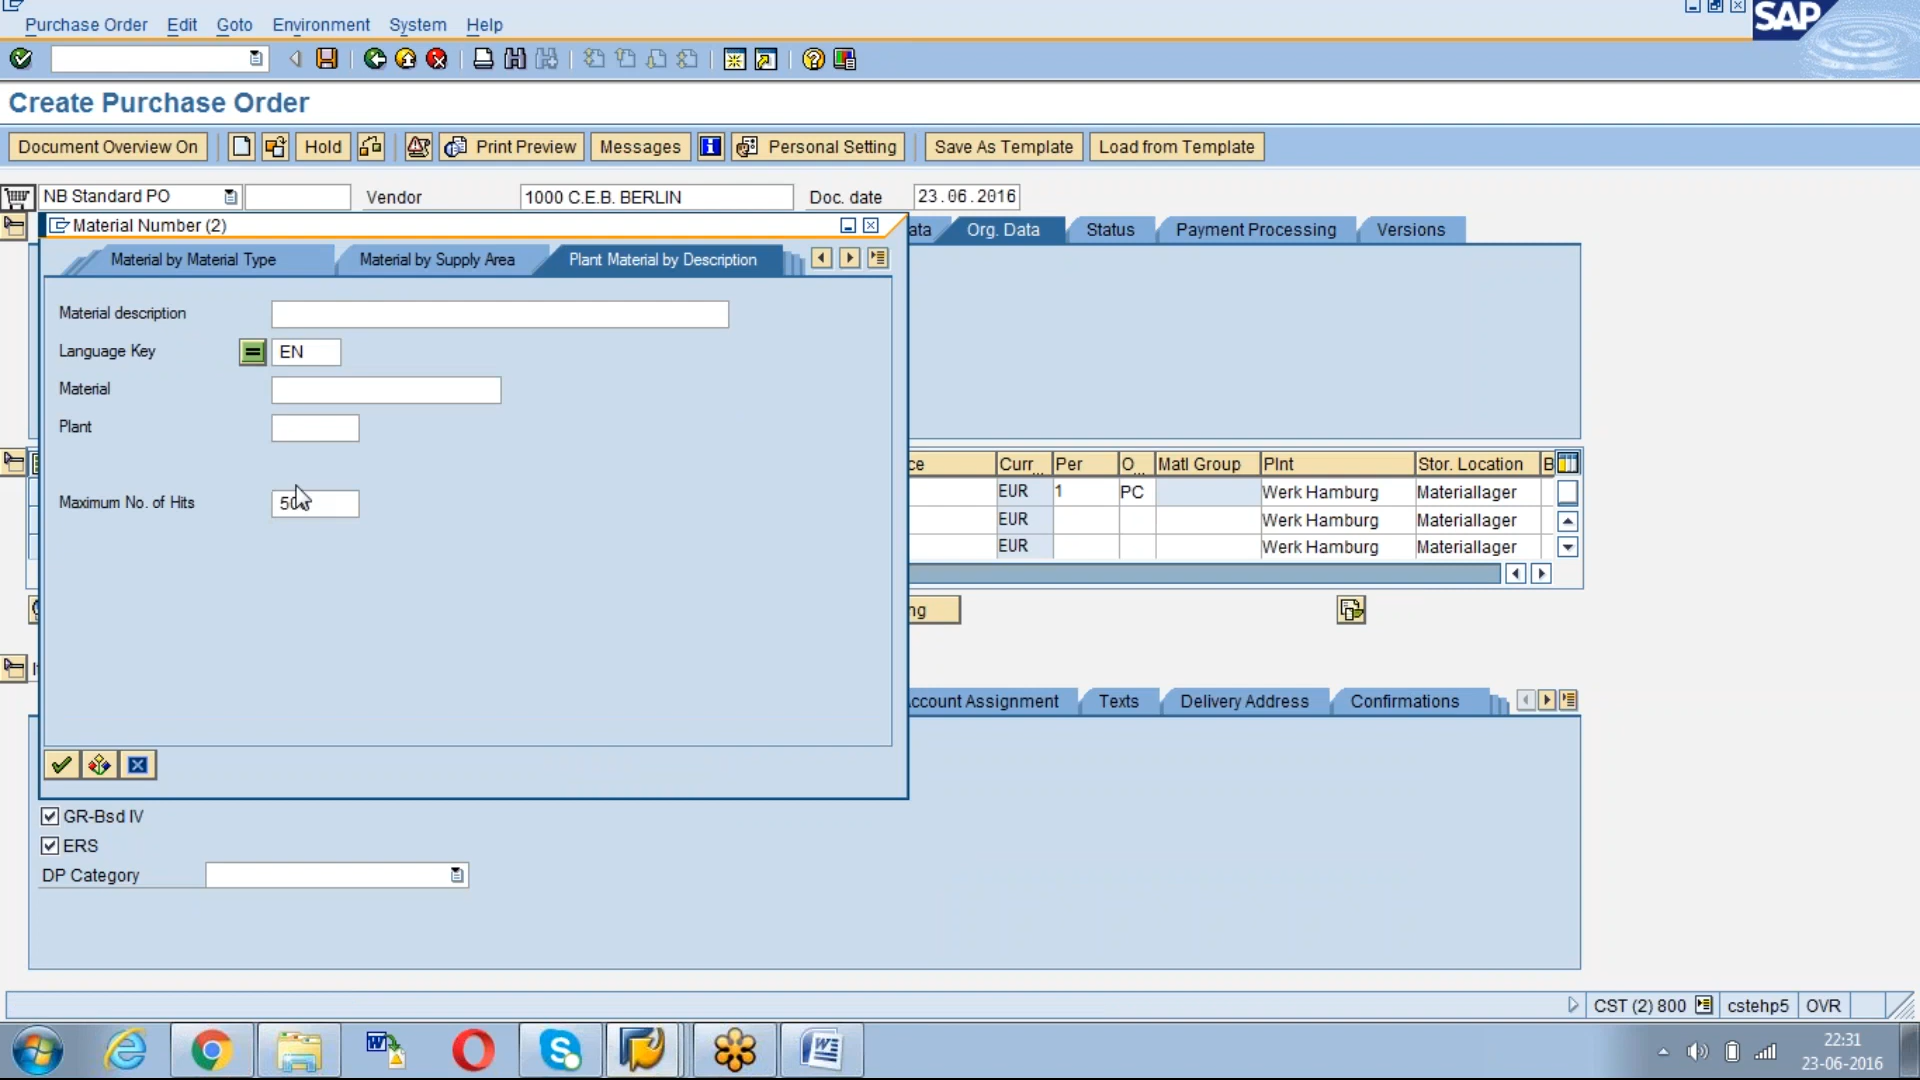 Purchase Order Edit Goto Environment System Help
SAP
Create Purchase Order
Document Overview On Hold Print Preview Messages Personal Setting Save As Template Load from Template
NB Standard PO Vendor 1000 C.E.B. BERLIN Doc. date 23.06.2016
Material Number (2)
Org. Data Status Payment Processing Versions
Material by Material Type Material by Supply Area Plant Material by Description
Material description
Language Key EN
Material
Plant
Maximum No. of Hits
Curr... Per O... Matl Group Plnt Stor. Location B
EUR 1 PC Werk Hamburg Materiallager
EUR Werk Hamburg Materiallager
EUR Werk Hamburg Materiallager
Account Assignment Texts Delivery Address Confirmations
GR-Bsd IV
ERS
DP Category
CST (2) 800 cstehp5 OVR
22:31
23-06-2016